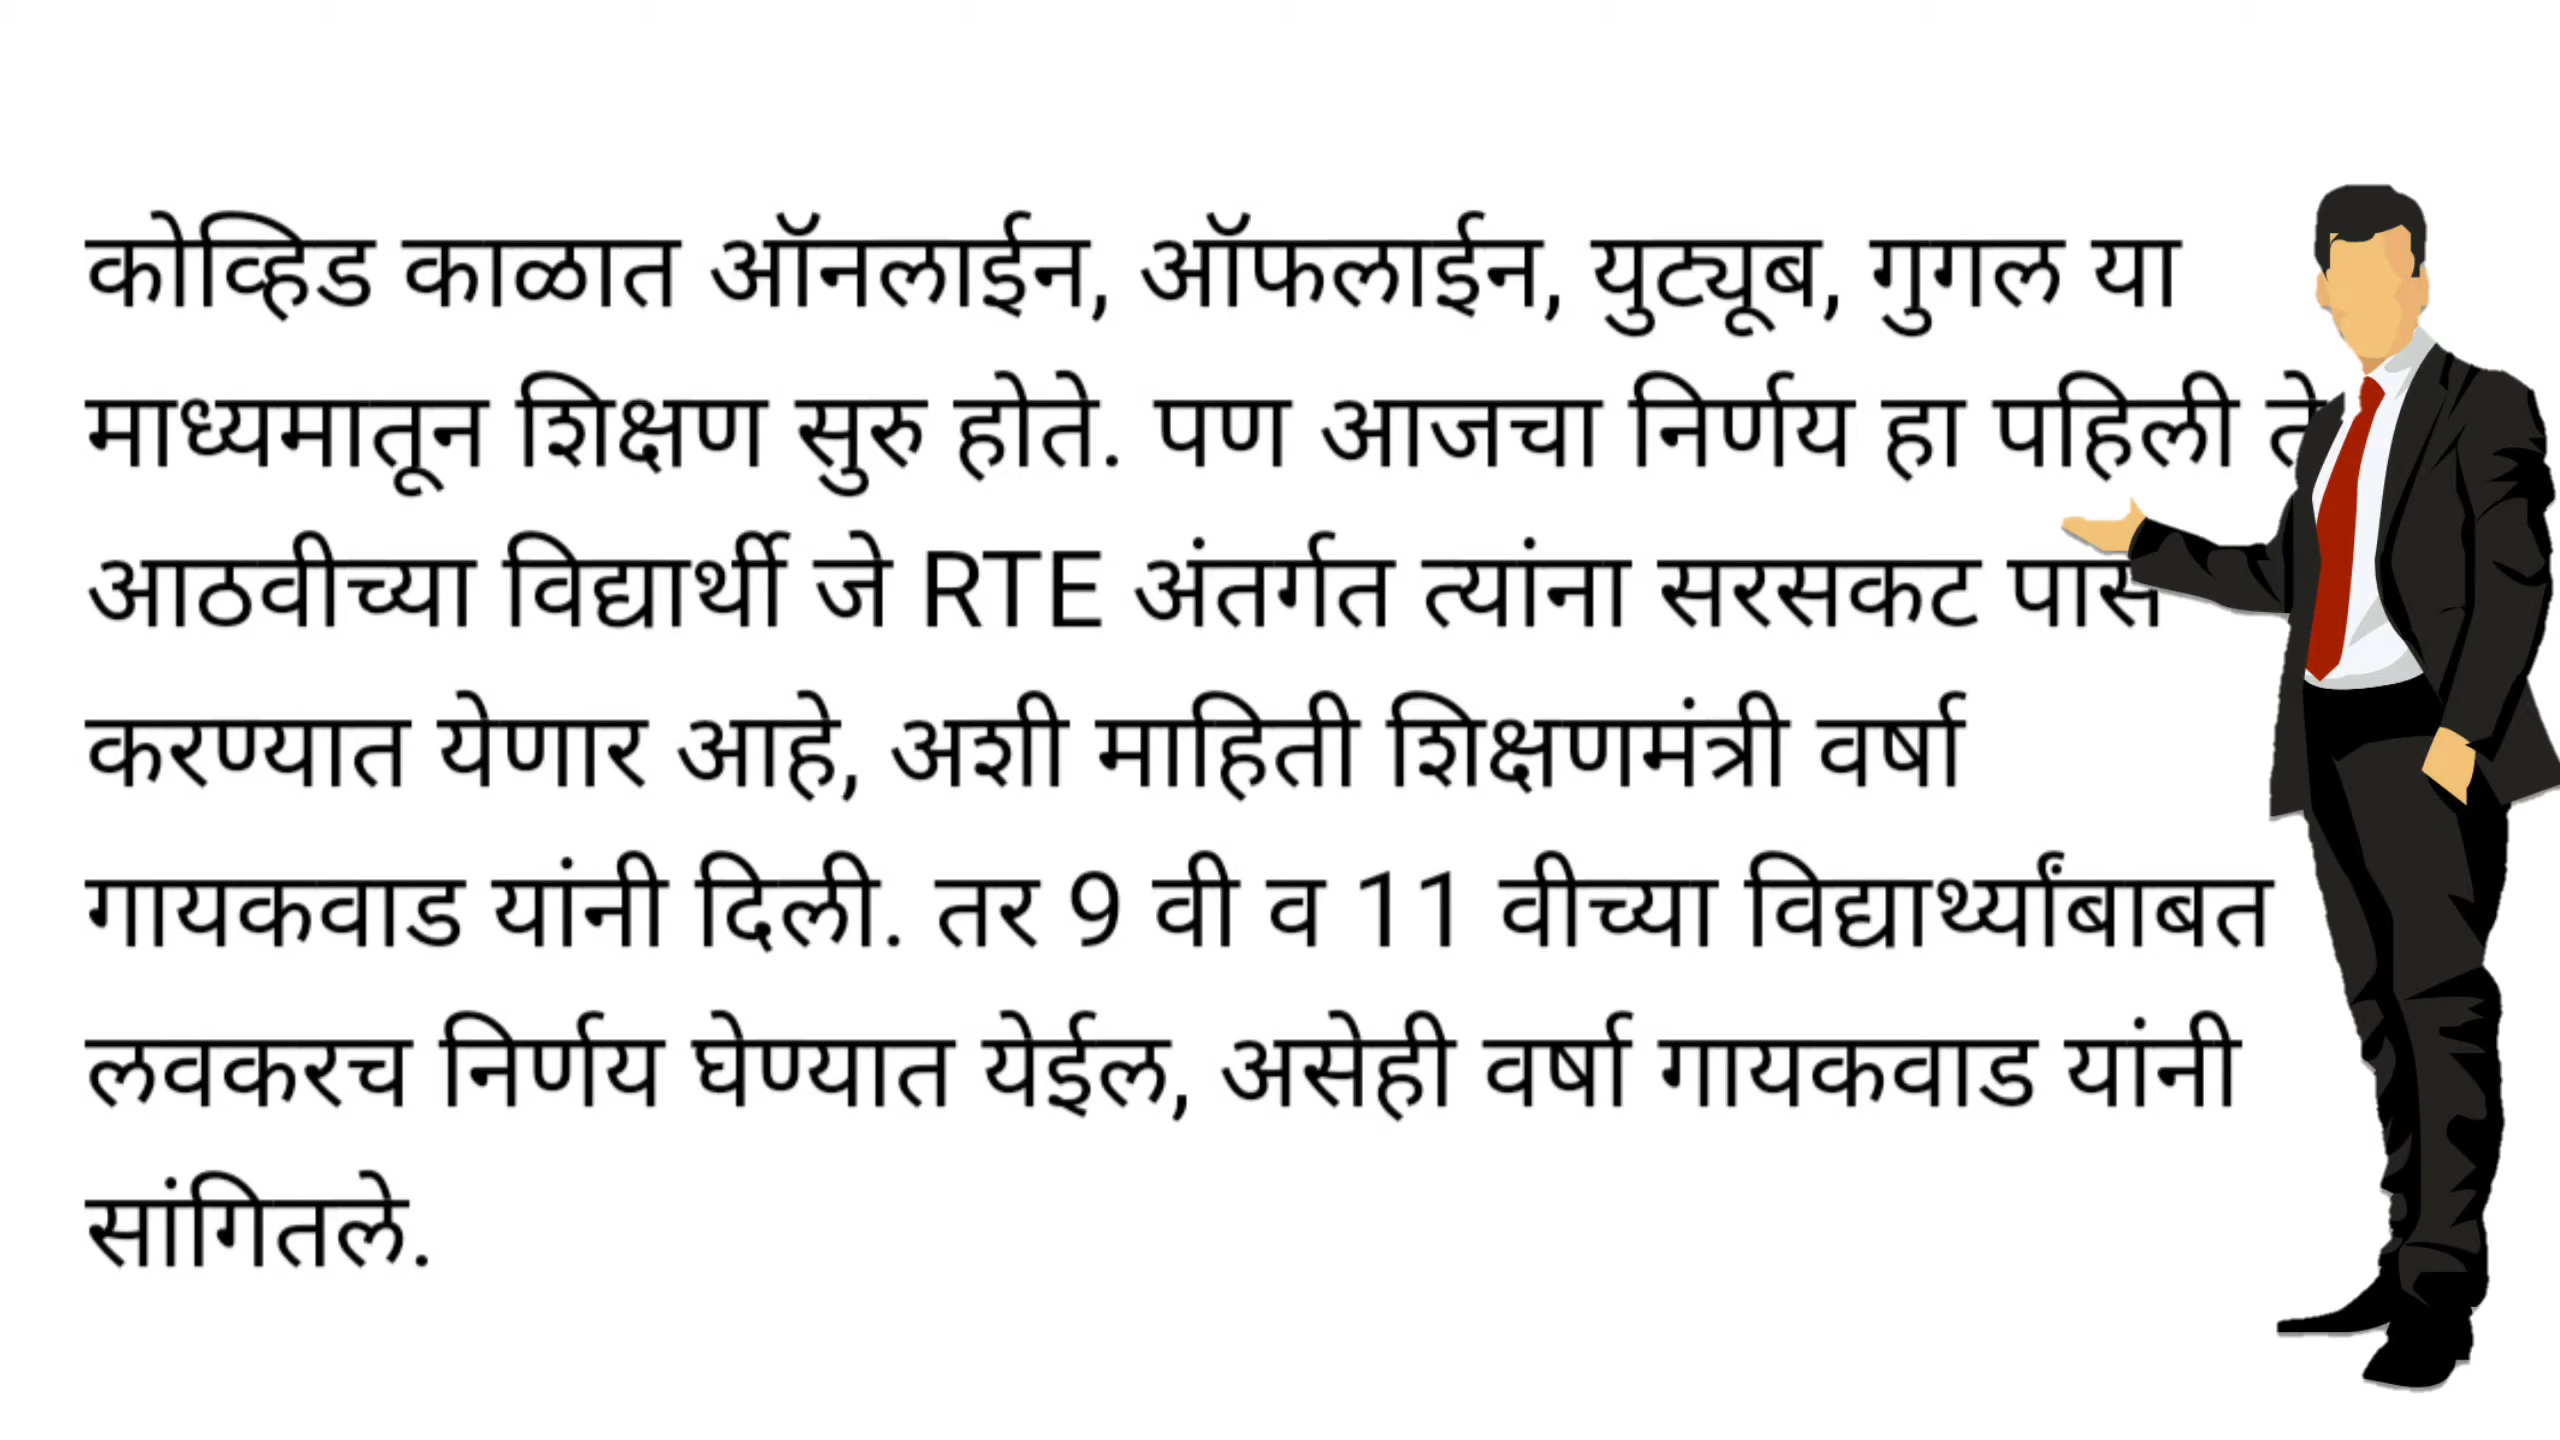 कोव्हिड काळात ऑनलाईन, ऑफलाईन, युट्यूब, गुगल या
माध्यमातून शिक्षण सुरु होते. पण आजचा निर्णय हा पहिली ते
आठवीच्या विद्यार्थी जे RTE अंतर्गत त्यांना सरसकट पास
करण्यात येणार आहे, अशी माहिती शिक्षणमंत्री वर्षा
गायकवाड यांनी दिली. तर 9 वी व 11 वीच्या विद्यार्थ्यांबाबत
लवकरच निर्णय घेण्यात येईल, असेही वर्षा गायकवाड यांनी
सांगितले.